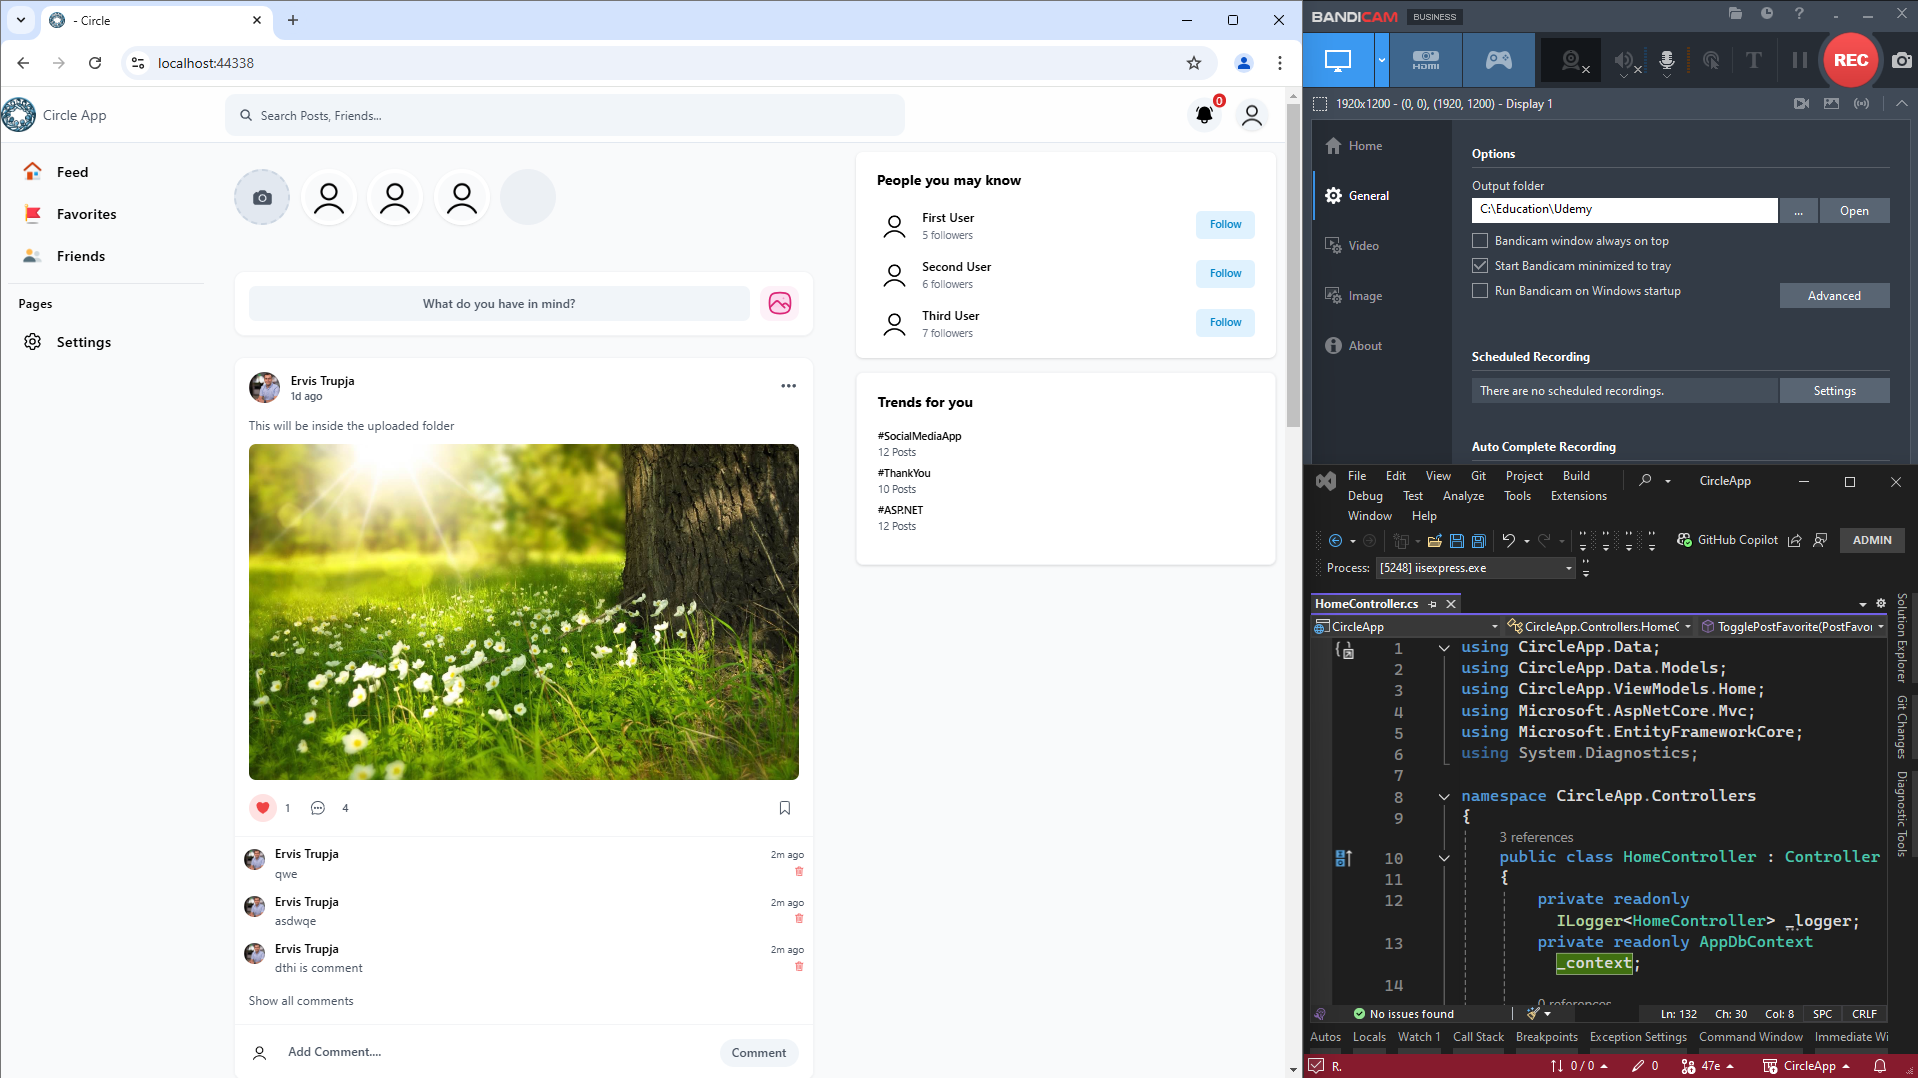 - Circle
localhost:44338
Circle App
Search Posts, Friends...
0
Feed
Favorites
Friends
Pages
Settings
What do you have in mind?
Ervis Trupja
1d ago
This will be inside the uploaded folder
1
4
Ervis Trupja
2m ago
qwe
Ervis Trupja
2m ago
asdwqe
Ervis Trupja
2m ago
dthi is comment
Show all comments
Add Comment....
Comment
People you may know
First User
5 followers
Follow
Second User
6 followers
Follow
Third User
7 followers
Follow
Trends for you
#SocialMediaApp
12 Posts
#ThankYou
10 Posts
#ASP.NET
12 Posts
BANDICAM BUSINESS
HDMI
REC
1920x1200 - (0, 0), (1920, 1200) - Display 1
Home
General
Video
Image
About
Options
Output folder
C:\Education\Udemy
...
Open
Bandicam window always on top
Start Bandicam minimized to tray
Run Bandicam on Windows startup
Advanced
Scheduled Recording
There are no scheduled recordings.
Settings
Auto Complete Recording
File Edit View Git Project Build
Debug Test Analyze Tools Extensions
Window Help
CircleApp
GitHub Copilot
ADMIN
Process: [5248] iisexpress.exe
HomeController.cs
CircleApp
CircleApp.Controllers.HomeC
TogglePostFavorite(PostFavor
1 using CircleApp.Data;
2 using CircleApp.Data.Models;
3 using CircleApp.ViewModels.Home;
4 using Microsoft.AspNetCore.Mvc;
5 using Microsoft.EntityFrameworkCore;
6 using System.Diagnostics;
7
8 namespace CircleApp.Controllers
9 {
3 references
10 public class HomeController : Controller
11 {
12 private readonly
ILogger<HomeController> _logger;
13 private readonly AppDbContext
_context;
14
0 references
Solution Explorer
Git Changes
Diagnostic Tools
No issues found
Ln: 132 Ch: 30 Col: 8 SPC CRLF
Autos Locals Watch 1 Call Stack Breakpoints Exception Settings Command Window Immediate Wi
R.
0 / 0
0
47e
CircleApp